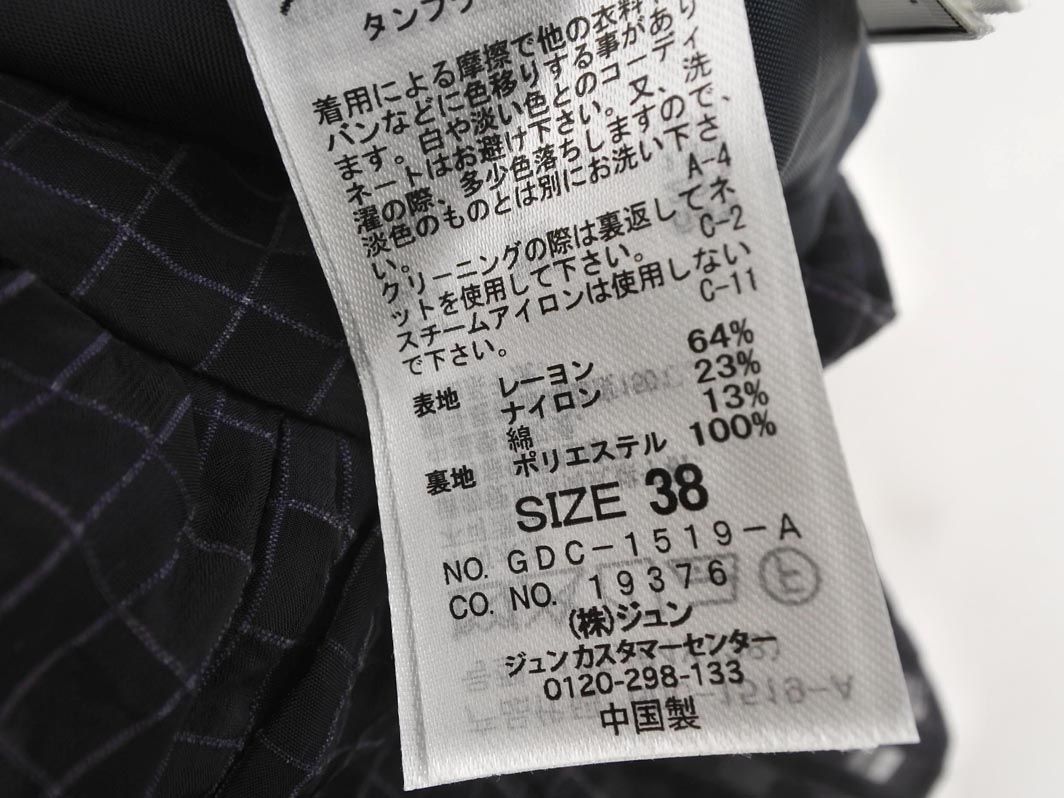 タンブラ
着用による摩擦で他の衣料やイ
パンなどに色移りする事があり
ます。白や淡い色とのコーディ
ネートはお避け下さい。又、洗
濯の際、多少色落ちしますので、
淡色のものとは別にお洗い下さ
い。 A-4
クリーニングの際は裏返してネ
ットを使用して下さい。 C-2
スチームアイロンは使用しない
で下さい。 C-11
表地 レーヨン 64%
ナイロン 23%
綿 13%
裏地 ポリエステル 100%
SIZE 38
NO. GDC-1519-A
CO. NO. 19376
(株)ジュン
ジュンカスタマーセンター
0120-298-133
中国製